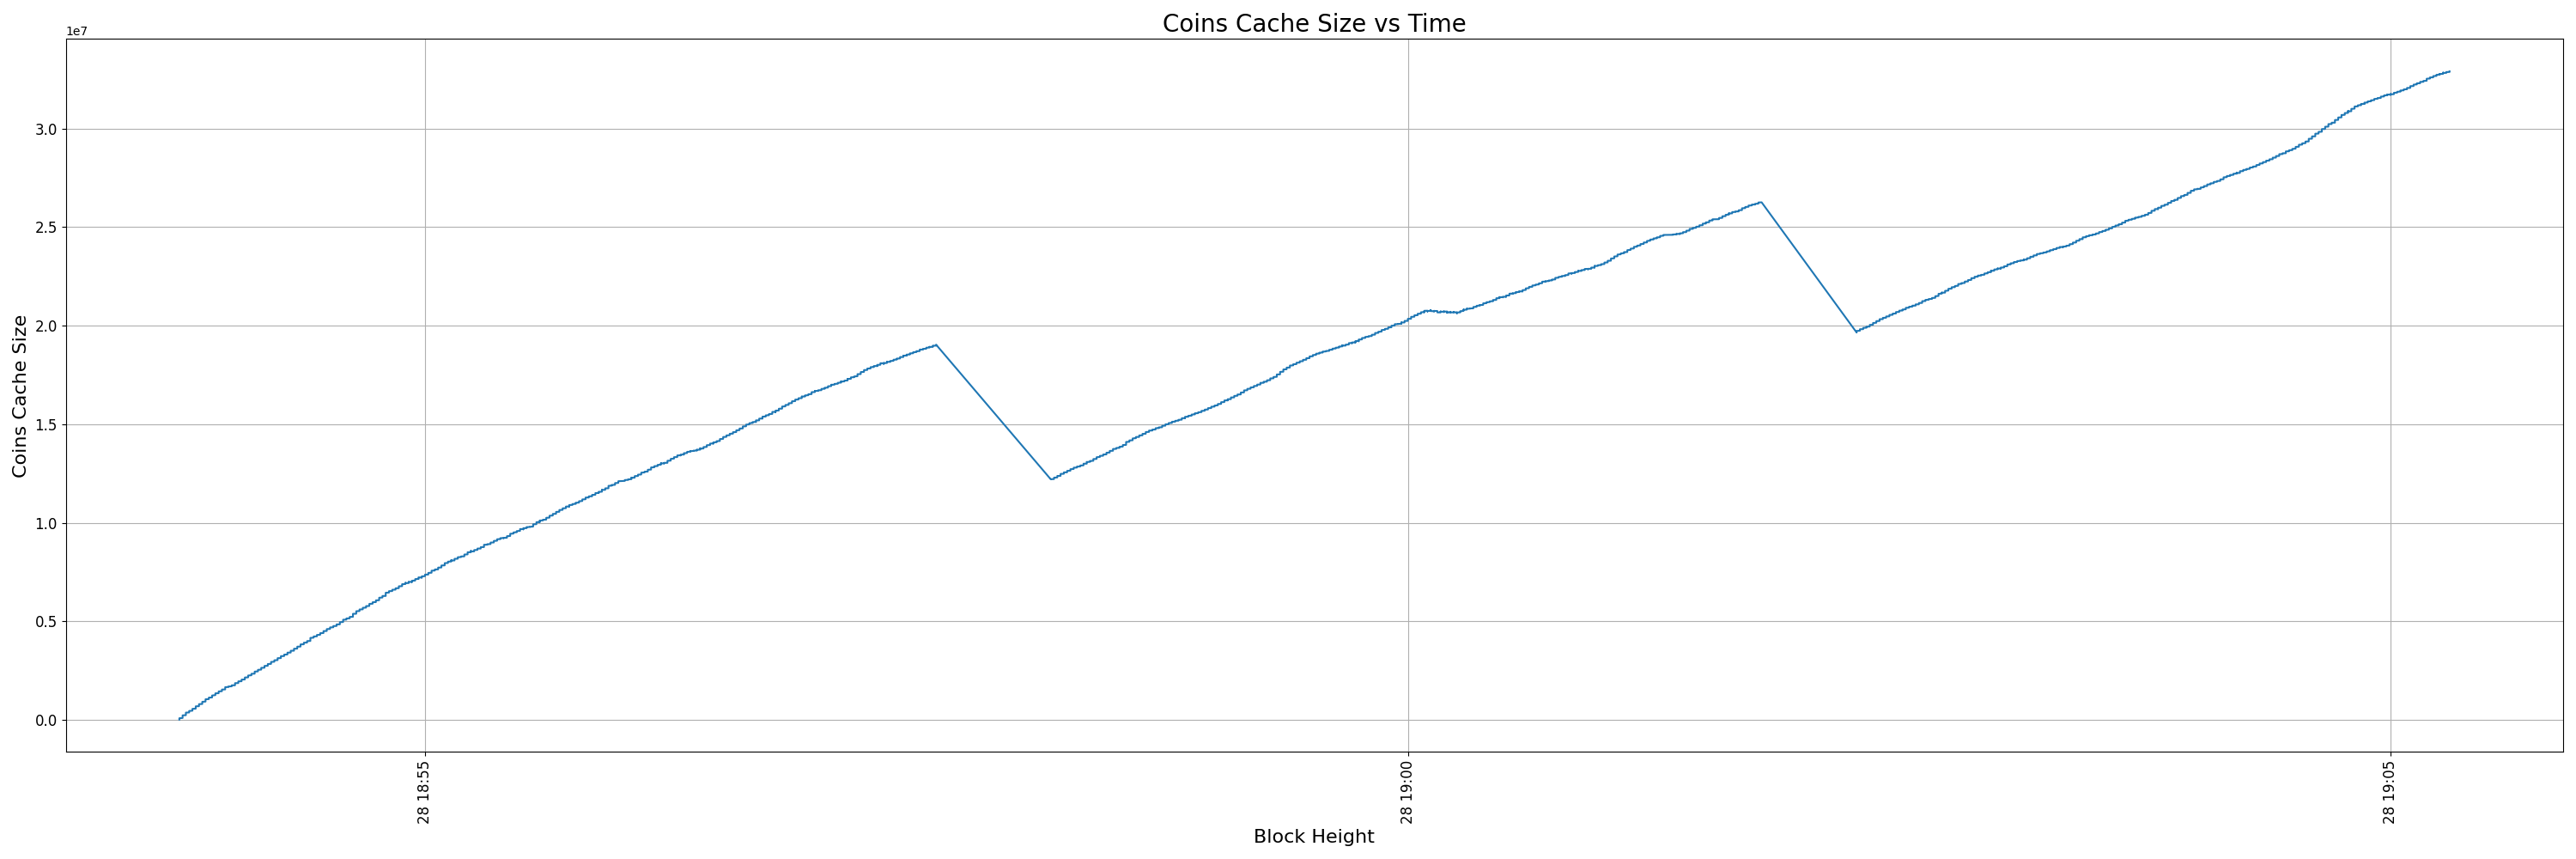 Coins Cache Size vs Time
1e7
3.0
2.5
2.0
1.5
1.0
0.5
0.0
Coins Cache Size
28 18:55
28 19:00
28 19:05
Block Height